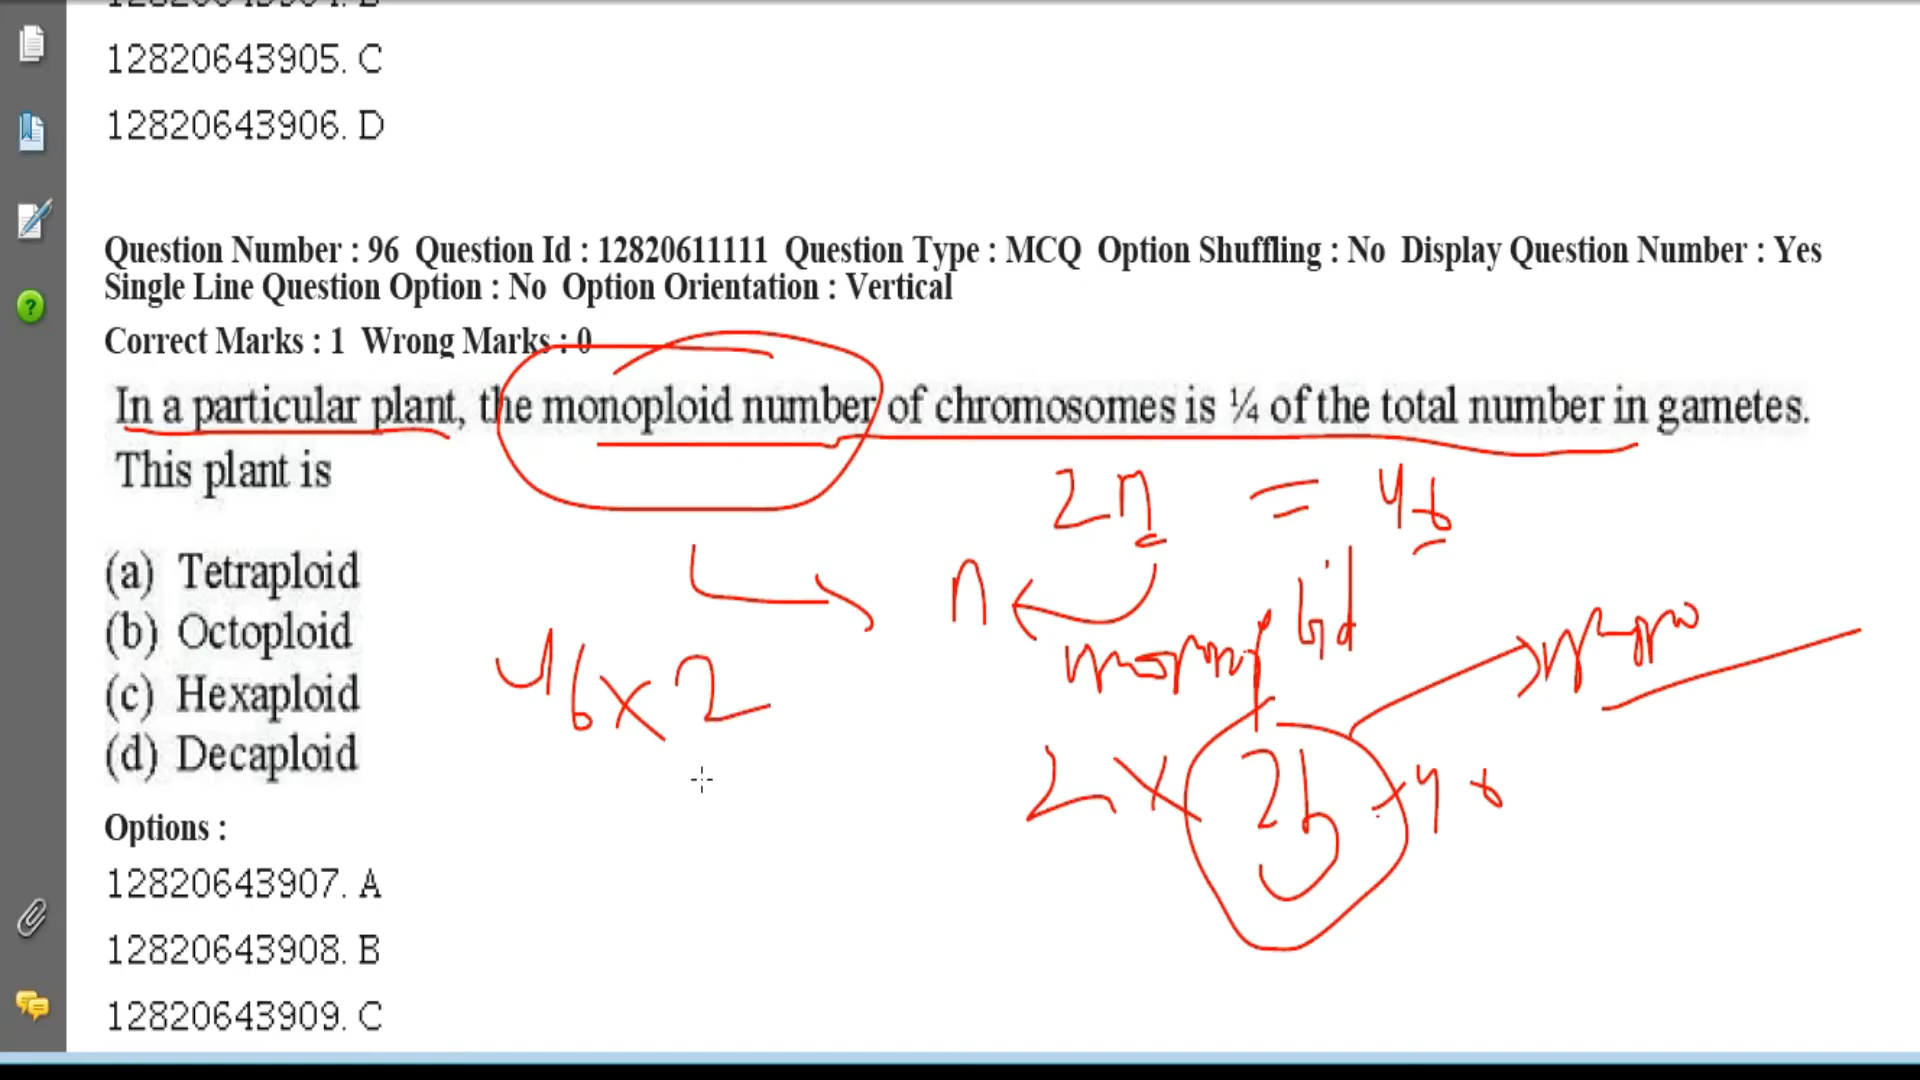 12820643905. C
12820643906. D
Question Number : 96 Question Id : 12820611111 Question Type : MCQ Option Shuffling : No Display Question Number : Yes
Single Line Question Option : No Option Orientation : Vertical
Correct Marks : 1 Wrong Marks : 0
In a particular plant, the monoploid number of chromosomes is ¼ of the total number in gametes.
This plant is
2n = 46
(a) Tetraploid
n
(b) Octoploid
(c) Hexaploid
46 x 2
(d) Decaploid
2 x 2
Options :
12820643907. A
12820643908. B
12820643909. C